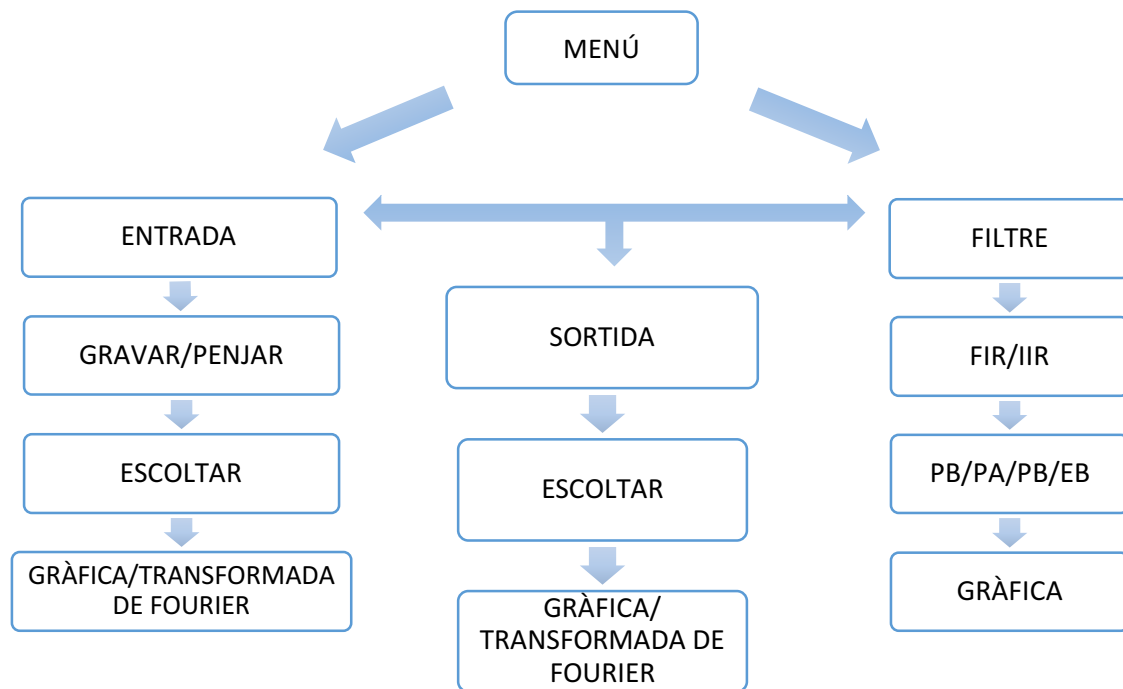 MENÚ
ENTRADA
GRAVAR/PENJAR
ESCOLTAR
GRÀFICA/TRANSFORMADA
DE FOURIER
SORTIDA
ESCOLTAR
GRÀFICA/
TRANSFORMADA DE
FOURIER
FILTRE
FIR/IIR
PB/PA/PB/EB
GRÀFICA